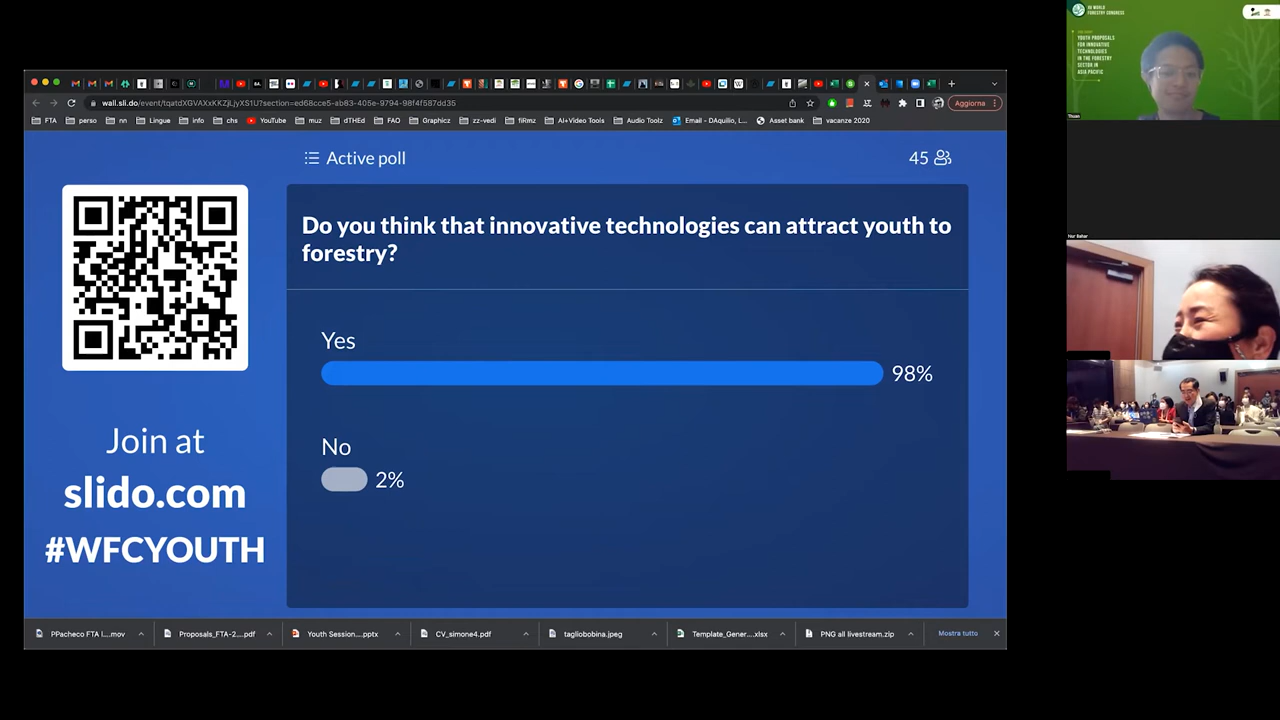 wall.sli.do/event/tqatdXGVAXxKKZjLjyXS1U?section=ed68cce5-ab83-405e-9794-98f4f587dd35
Aggiorna
FTA
perso
nn
Lingue
info
chs
YouTube
muz
dTHEd
FAO
Graphicz
zz-vedi
fiRmz
AI+Video Tools
Audio Toolz
Email - DAquilio, L...
Asset bank
vacanze 2020
Active poll
45
Do you think that innovative technologies can attract youth to
forestry?
Yes
98%
No
2%
Join at
slido.com
#WFCYOUTH
PPacheco FTA I....mov
Proposals_FTA-2....pdf
Youth Session....pptx
CV_simone4.pdf
tagliobobina.jpeg
Template_Gener....xlsx
PNG all livestream.zip
Mostra tutto
XV WORLD
FORESTRY CONGRESS
YOUTH PROPOSALS
FOR INNOVATIVE
TECHNOLOGIES
IN THE FORESTRY
SECTOR IN
ASIA PACIFIC
Thuan
Nur Bahar